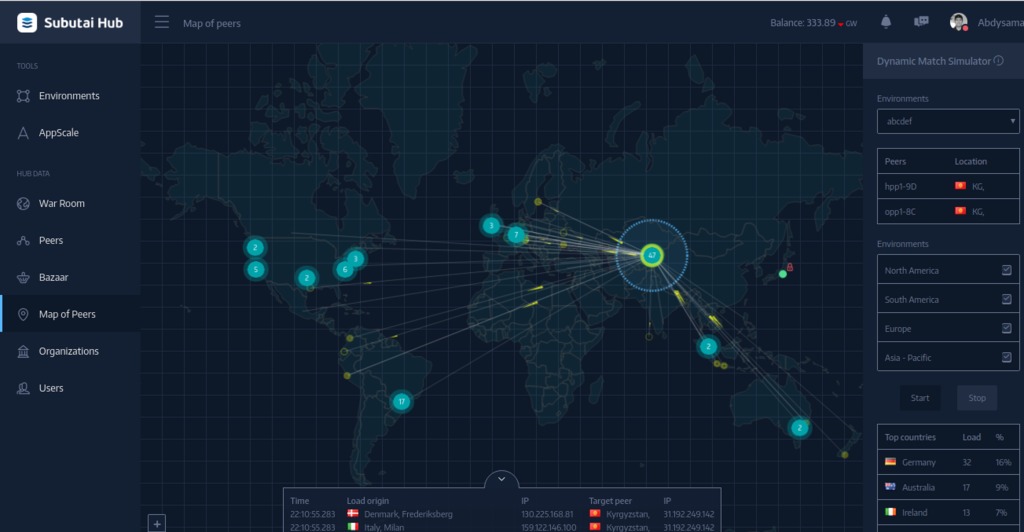 Subutai Hub
Map of peers
Balance: 333.89 GW
Abdysama
TOOLS
Environments
AppScale
HUB DATA
War Room
Peers
Bazaar
Map of Peers
Organizations
Users
2
5
2
6
3
3
7
47
2
17
2
Time Load origin IP Target peer IP
22:10:55.283 Denmark, Frederiksberg 130.225.168.81 Kyrgyzstan, 31.192.249.142
22:10:55.283 Italy, Milan 159.122.146.100 Kyrgyzstan, 31.192.249.142
+
Dynamic Match Simulator
Environments
abcdef
Peers Location
hpp1-9D KG,
opp1-8C KG,
Environments
North America
South America
Europe
Asia - Pacific
Start Stop
Top countries Load %
Germany 32 16%
Australia 17 9%
Ireland 13 7%